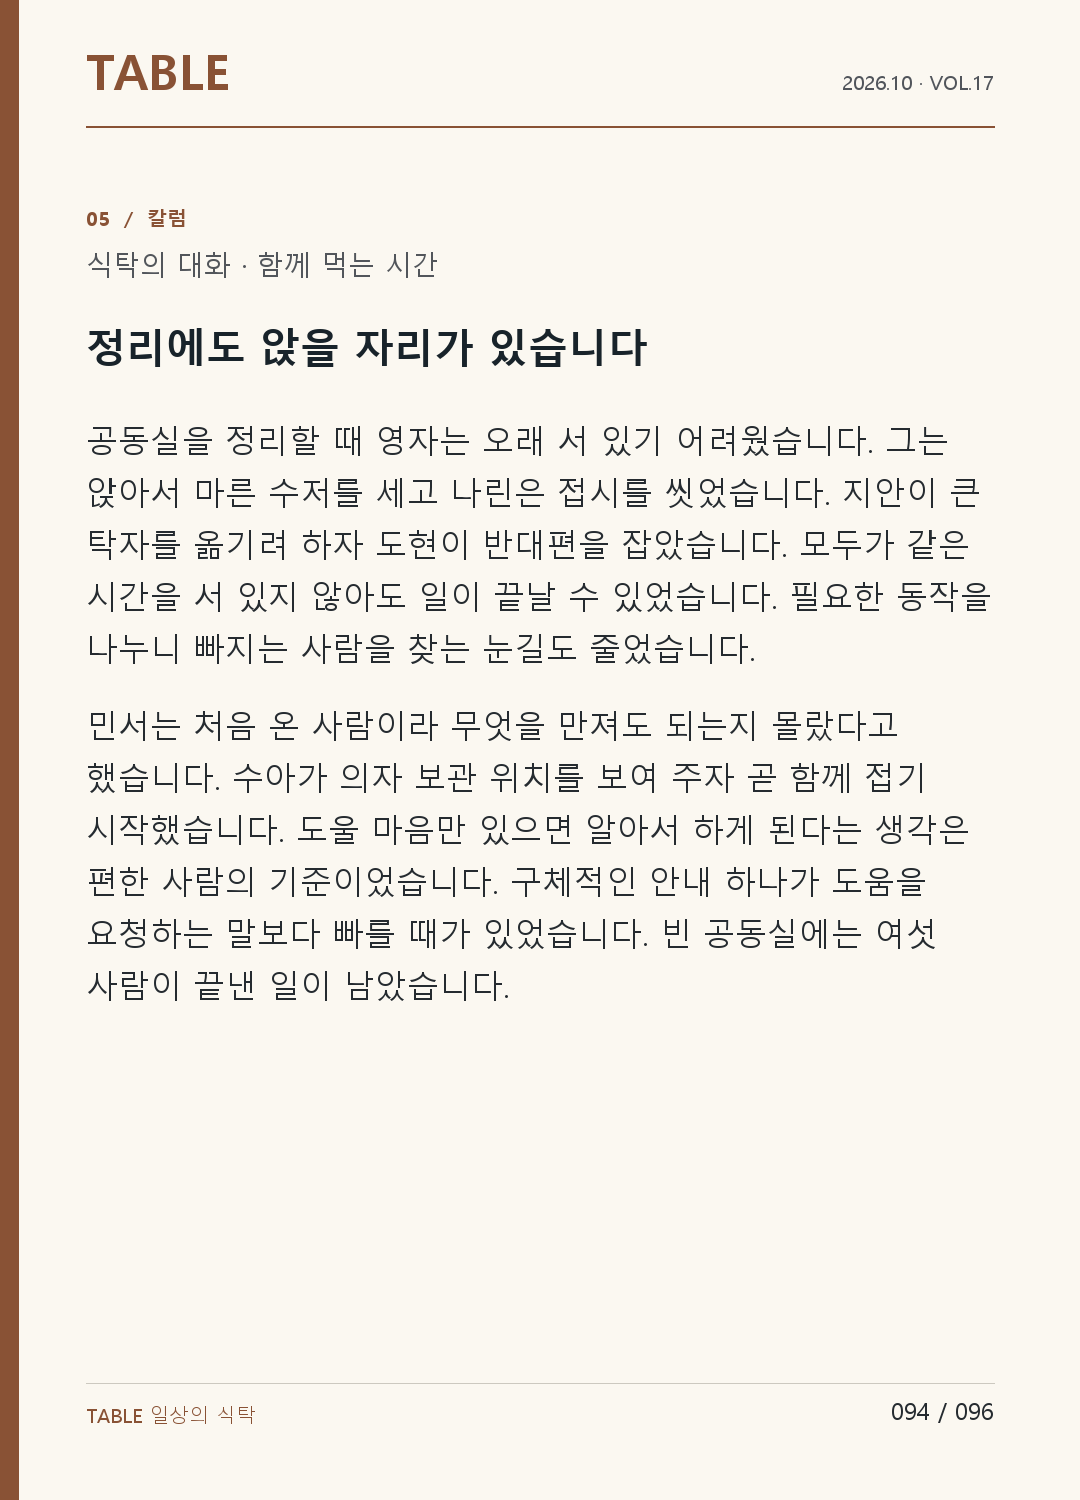 TABLE
2026.10 · VOL.17
05 / 칼럼
식탁의 대화 · 함께 먹는 시간
정리에도 앉을 자리가 있습니다
공동실을 정리할 때 영자는 오래 서 있기 어려웠습니다. 그는
앉아서 마른 수저를 세고 나린은 접시를 씻었습니다. 지안이 큰
탁자를 옮기려 하자 도현이 반대편을 잡았습니다. 모두가 같은
시간을 서 있지 않아도 일이 끝날 수 있었습니다. 필요한 동작을
나누니 빠지는 사람을 찾는 눈길도 줄었습니다.
민서는 처음 온 사람이라 무엇을 만져도 되는지 몰랐다고
했습니다. 수아가 의자 보관 위치를 보여 주자 곧 함께 접기
시작했습니다. 도울 마음만 있으면 알아서 하게 된다는 생각은
편한 사람의 기준이었습니다. 구체적인 안내 하나가 도움을
요청하는 말보다 빠를 때가 있었습니다. 빈 공동실에는 여섯
사람이 끝낸 일이 남았습니다.
TABLE 일상의 식탁
094 / 096